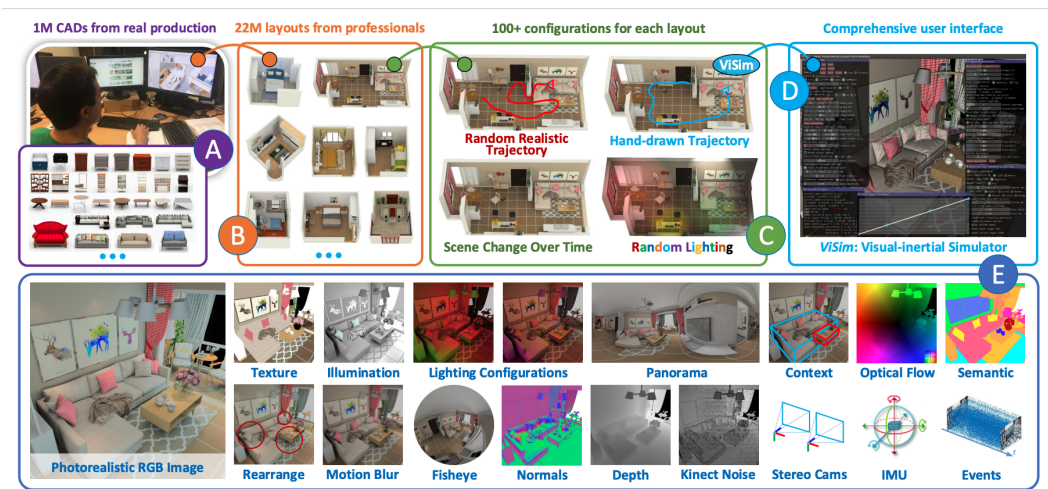 1M CADs from real production
22M layouts from professionals
100+ configurations for each layout
Comprehensive user interface
ViSim
D
Random Realistic
Trajectory
Hand-drawn Trajectory
A
B
Scene Change Over Time
Random Lighting
C
ViSim: Visual-inertial Simulator
E
Texture
Illumination
Lighting Configurations
Panorama
Context
Optical Flow
Semantic
Photorealistic RGB Image
Rearrange
Motion Blur
Fisheye
Normals
Depth
Kinect Noise
Stereo Cams
IMU
Events
t